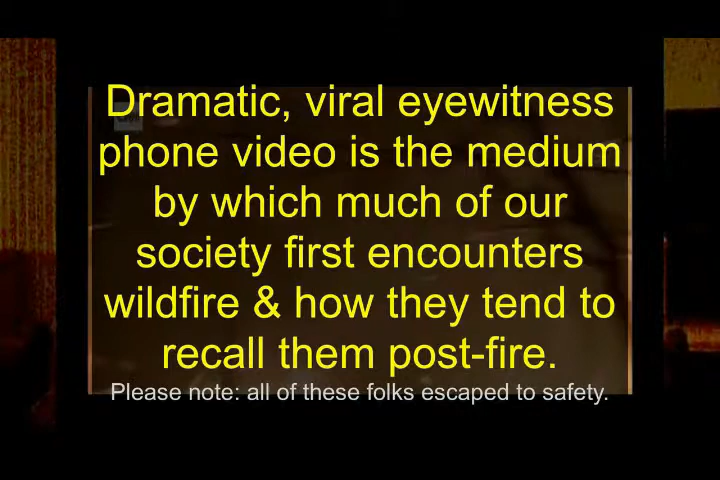 Dramatic, viral eyewitness
phone video is the medium
by which much of our
society first encounters
wildfire & how they tend to
recall them post-fire.
Please note: all of these folks escaped to safety.